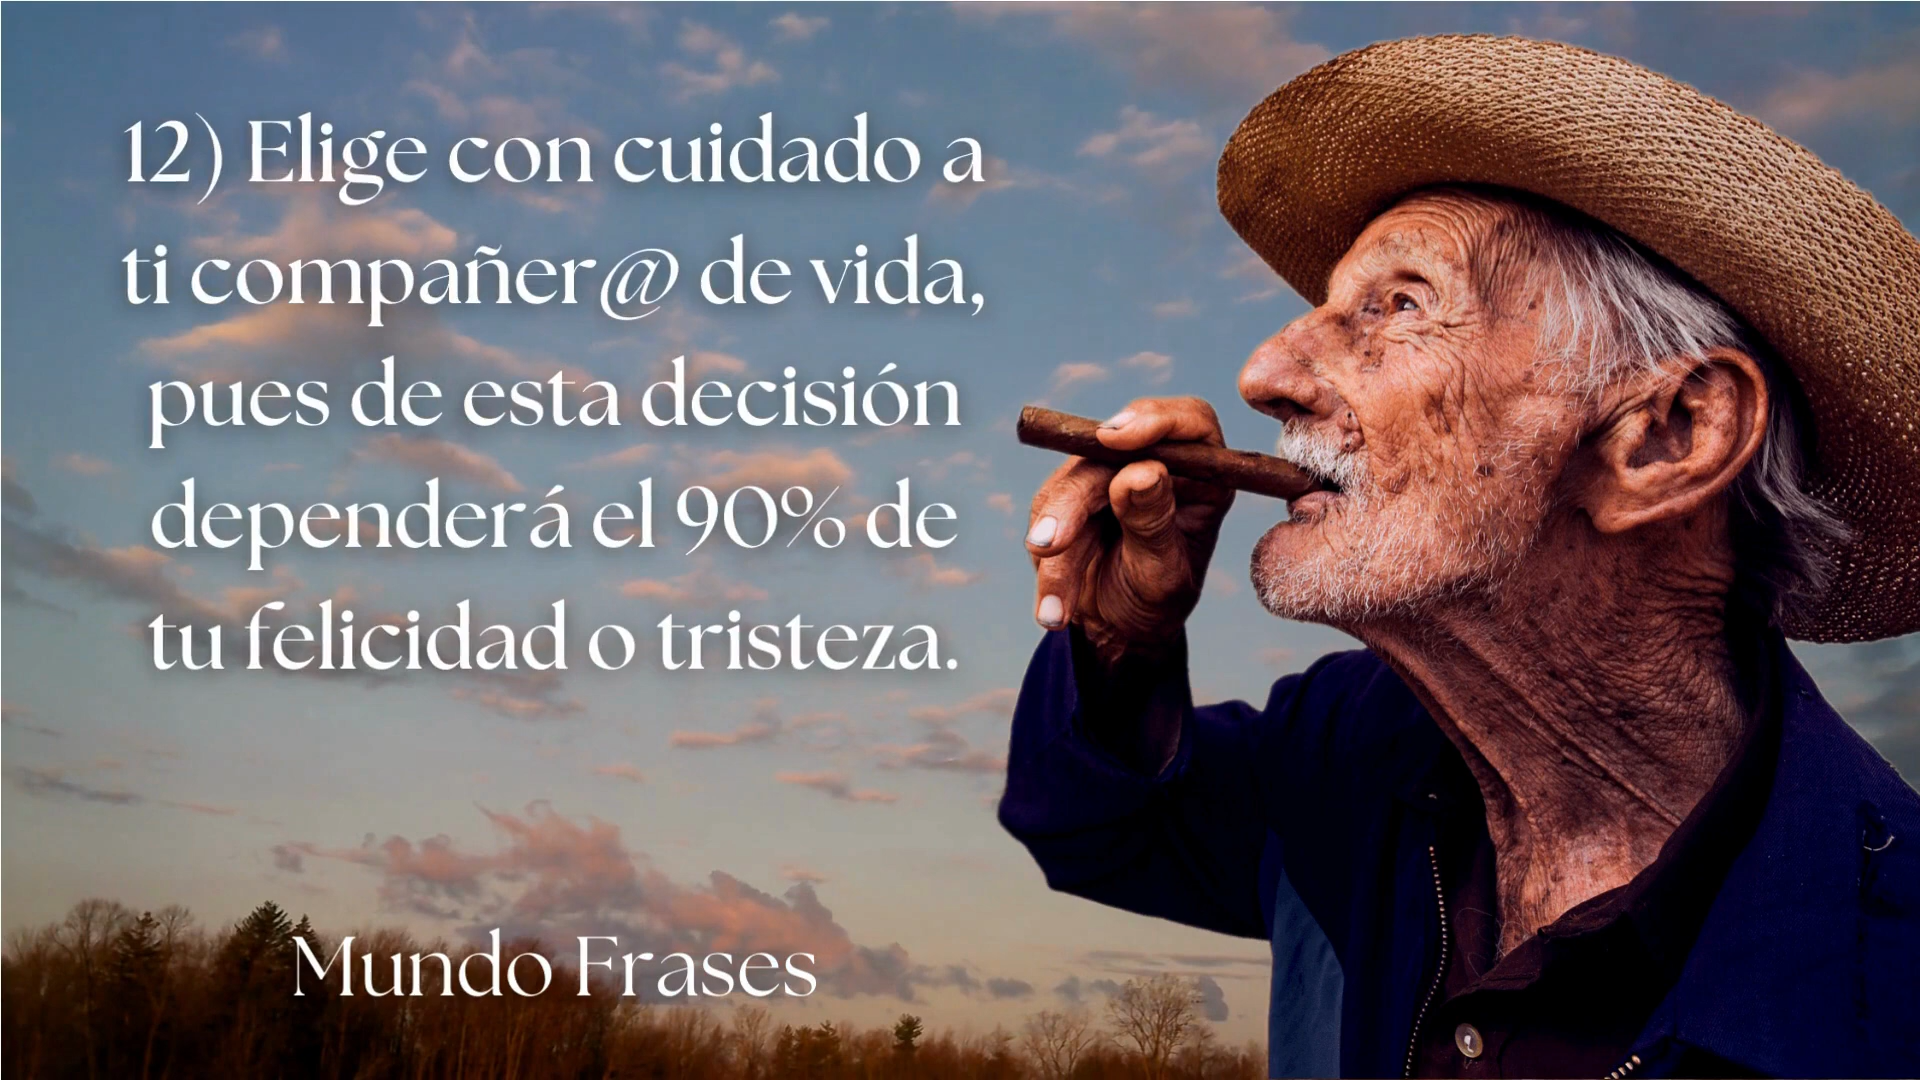 12) Elige con cuidado a
ti compañer@ de vida,
pues de esta decisión
dependerá el 90% de
tu felicidad o tristeza.
Mundo Frases